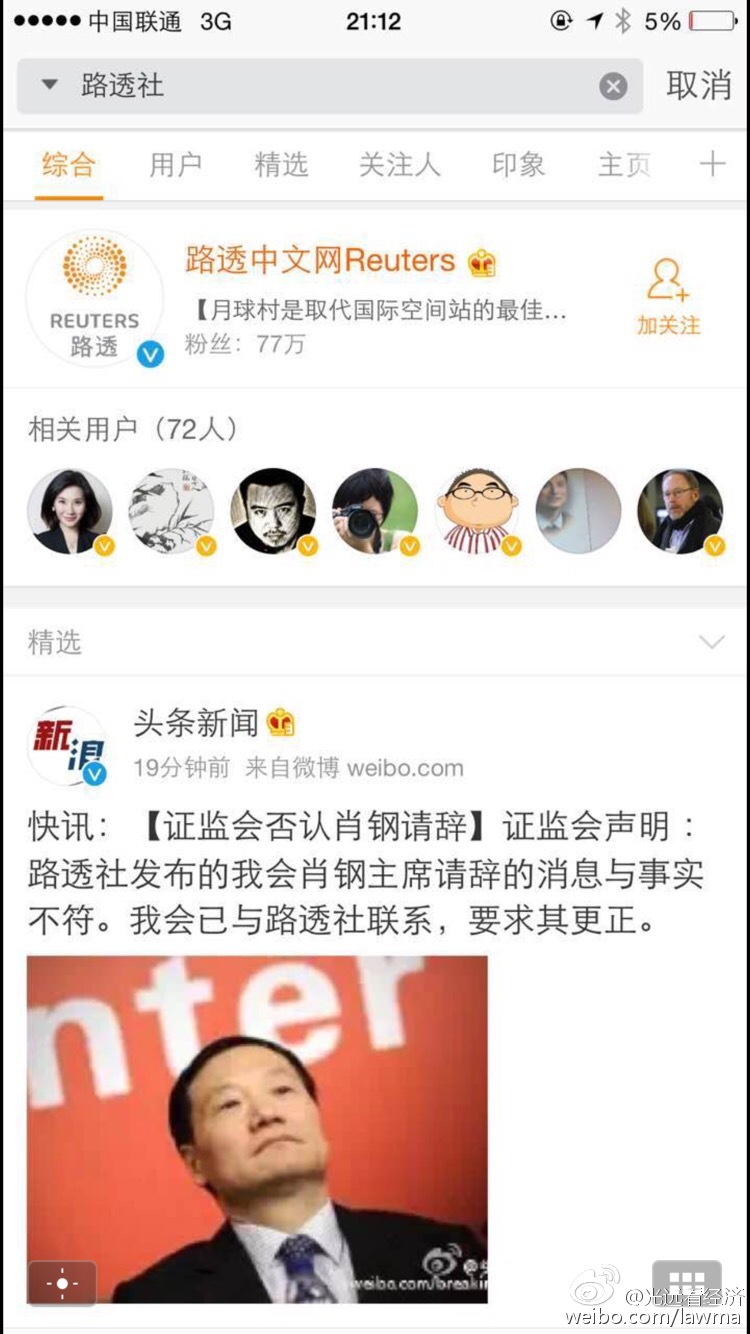 中国联通 3G 21:12 5%
路透社 取消
综合 用户 精选 关注人 印象 主页
REUTERS
路透
路透中文网Reuters
【月球村是取代国际空间站的最佳...
粉丝：77万
加关注
相关用户（72人）
精选
新浪
头条新闻
19分钟前 来自微博 weibo.com
快讯：【证监会否认肖钢请辞】证监会声明：
路透社发布的我会肖钢主席请辞的消息与事实
不符。我会已与路透社联系，要求其更正。
nter
weibo.com/breakin
@光远看经济
weibo.com/lawma